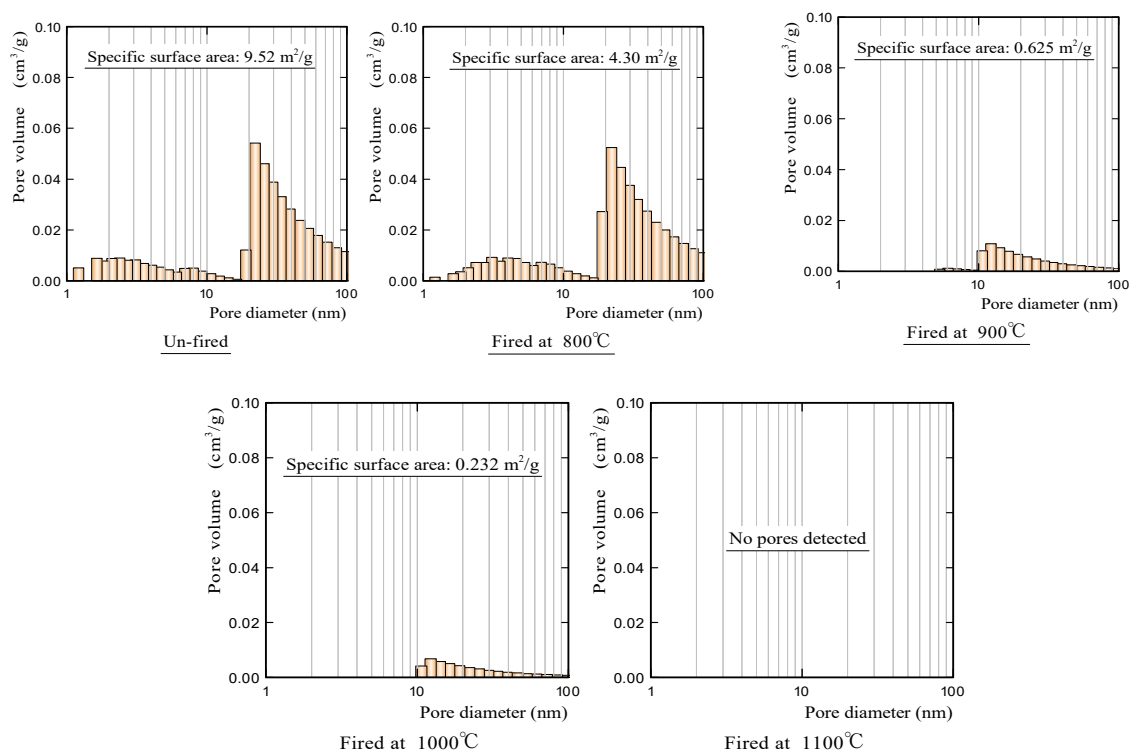 0.10
0.08
0.06
0.04
0.02
0.00
Pore volume (cm³/g)
Specific surface area: 9.52 m²/g
1 10 100
Pore diameter (nm)
Un-fired
0.10
0.08
0.06
0.04
0.02
0.00
Pore volume (cm³/g)
Specific surface area: 4.30 m²/g
1 10 100
Pore diameter (nm)
Fired at 800℃
0.10
0.08
0.06
0.04
0.02
0.00
Pore volume (cm³/g)
Specific surface area: 0.625 m²/g
1 10 100
Pore diameter (nm)
Fired at 900℃
0.10
0.08
0.06
0.04
0.02
0.00
Pore volume (cm³/g)
Specific surface area: 0.232 m²/g
1 10 100
Pore diameter (nm)
Fired at 1000℃
0.10
0.08
0.06
0.04
0.02
0.00
Pore volume (cm³/g)
No pores detected
1 10 100
Pore diameter (nm)
Fired at 1100℃